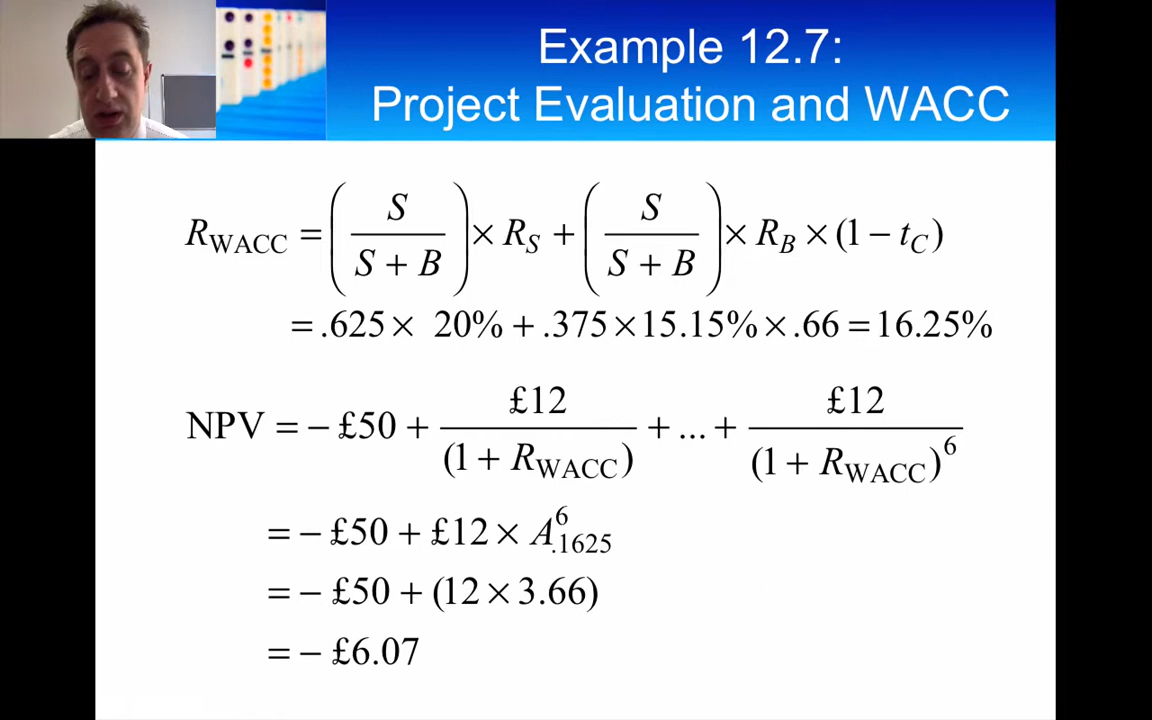 Example 12.7:
Project Evaluation and WACC
R_WACC = (S / (S + B)) × R_S + (S / (S + B)) × R_B × (1 − t_C)
= .625 × 20% + .375 × 15.15% × .66 = 16.25%
NPV = − £50 + £12 / (1 + R_WACC) + ... + £12 / (1 + R_WACC)^6
= − £50 + £12 × A^6_.1625
= − £50 + (12 × 3.66)
= − £6.07